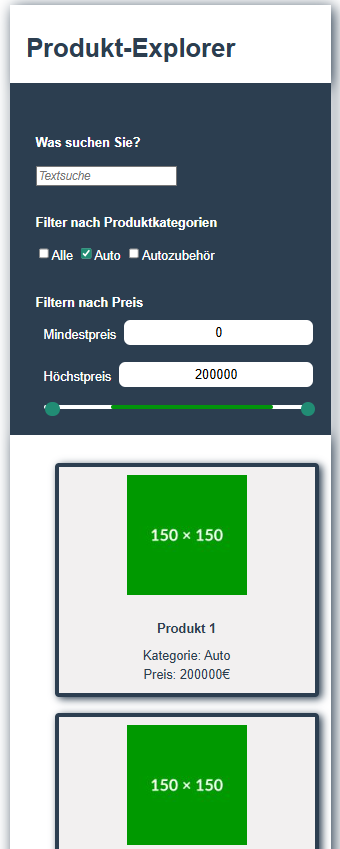 Produkt-Explorer
Was suchen Sie?
Textsuche
Filter nach Produktkategorien
Alle Auto Autozubehör
Filtern nach Preis
Mindestpreis 0
Höchstpreis 200000
150 × 150
Produkt 1
Kategorie: Auto
Preis: 200000€
150 × 150